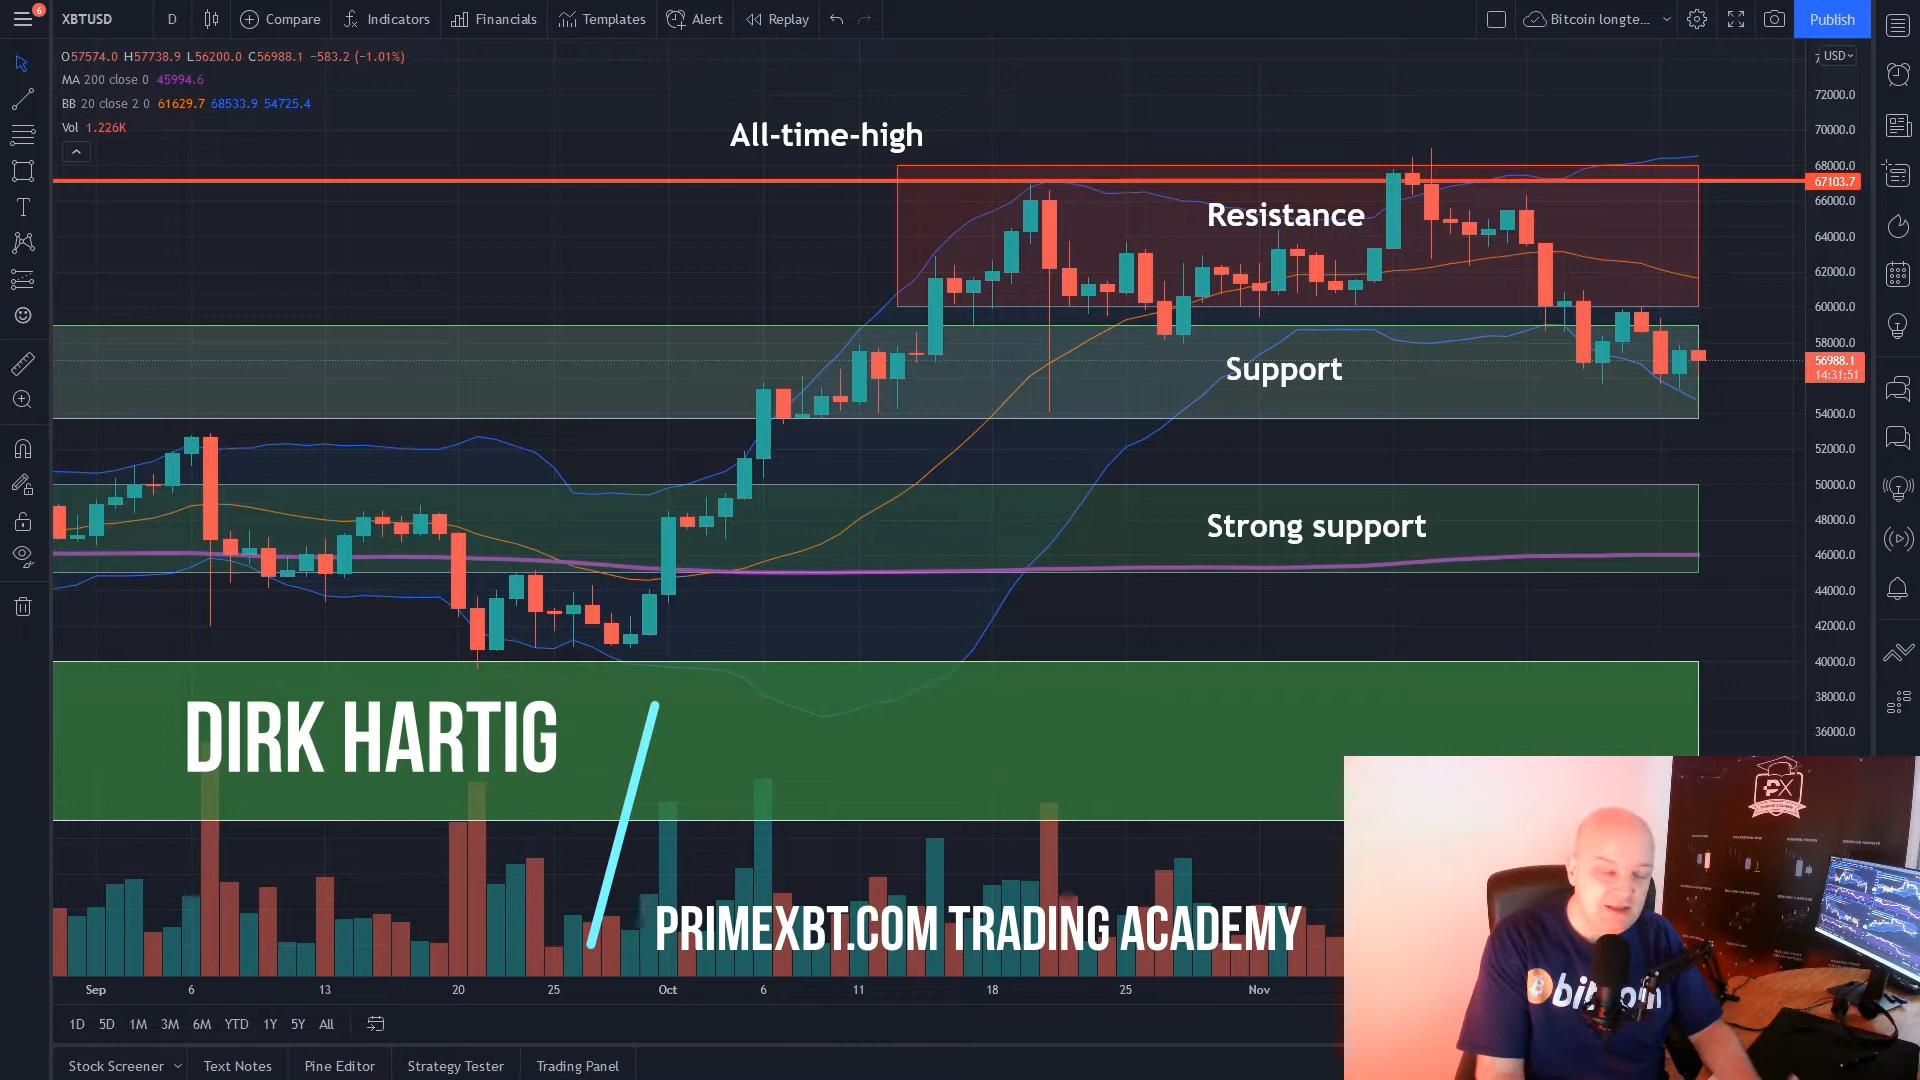 6
XBTUSD
D
Compare
Indicators
Financials
Templates
Alert
Replay
Bitcoin longte...
Publish
O57574.0 H57738.9 L56200.0 C56988.1 −583.2 (−1.01%)
MA 200 close 0 45994.6
BB 20 close 2 0 61629.7 68533.9 54725.4
Vol 1.226K
USD
72000.0
70000.0
68000.0
67103.7
66000.0
64000.0
62000.0
60000.0
58000.0
56988.1
14:31:51
54000.0
52000.0
50000.0
48000.0
46000.0
44000.0
42000.0
40000.0
38000.0
36000.0
All-time-high
Resistance
Support
Strong support
DIRK HARTIG
PRIMEXBT.COM TRADING ACADEMY
Sep 6 13 20 25 Oct 6 11 18 25 Nov
1D 5D 1M 3M 6M YTD 1Y 5Y All
Stock Screener
Text Notes
Pine Editor
Strategy Tester
Trading Panel
PX